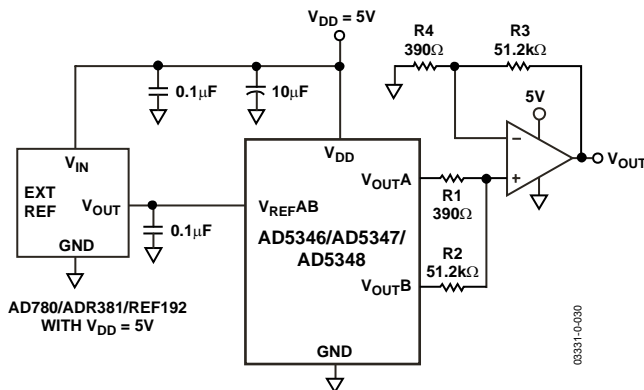 VDD = 5V
R4
390Ω
R3
51.2kΩ
0.1μF
10μF
5V
VIN
EXT
REF
VOUT
GND
0.1μF
VDD
VREFAB
AD5346/AD5347/
AD5348
VOUTA
VOUTB
GND
R1
390Ω
R2
51.2kΩ
–
+
VOUT
AD780/ADR381/REF192
WITH VDD = 5V
03331-0-030